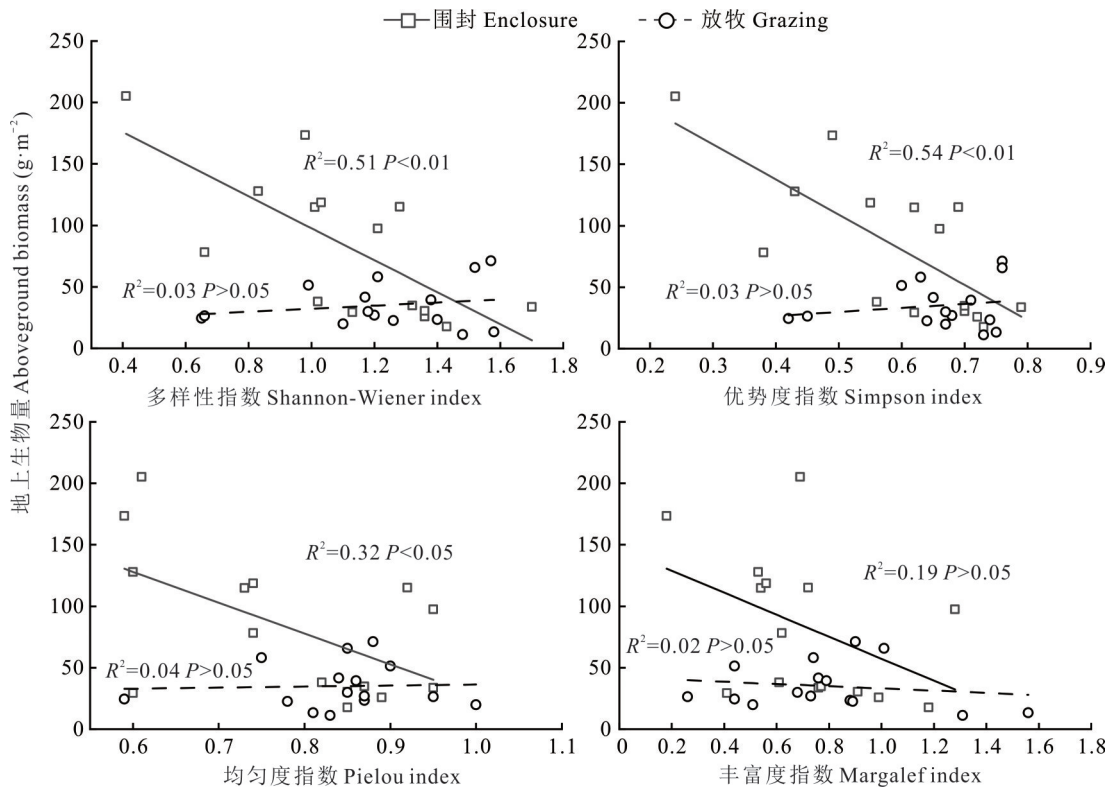 围封 Enclosure 放牧 Grazing
地上生物量 Aboveground biomass (g·m⁻²)
250
200
150
100
50
0
R²=0.51 P<0.01
R²=0.03 P>0.05
0.4 0.6 0.8 1.0 1.2 1.4 1.6 1.8
多样性指数 Shannon-Wiener index
250
200
150
100
50
0
R²=0.54 P<0.01
R²=0.03 P>0.05
0.2 0.3 0.4 0.5 0.6 0.7 0.8 0.9
优势度指数 Simpson index
250
200
150
100
50
0
R²=0.32 P<0.05
R²=0.04 P>0.05
0.6 0.7 0.8 0.9 1.0 1.1
均匀度指数 Pielou index
250
200
150
100
50
0
R²=0.19 P>0.05
R²=0.02 P>0.05
0 0.2 0.4 0.6 0.8 1.0 1.2 1.4 1.6 1.8
丰富度指数 Margalef index